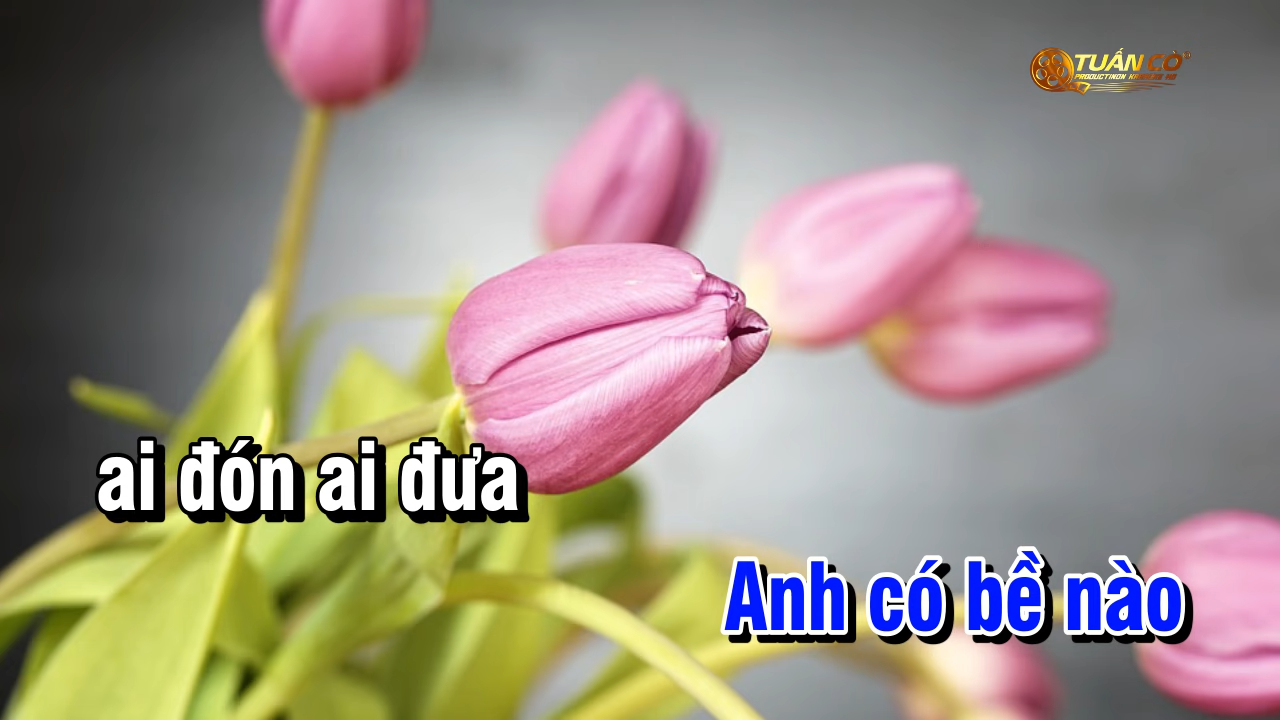 TUẤN CÒ
ai đón ai đưa
Anh có bề nào